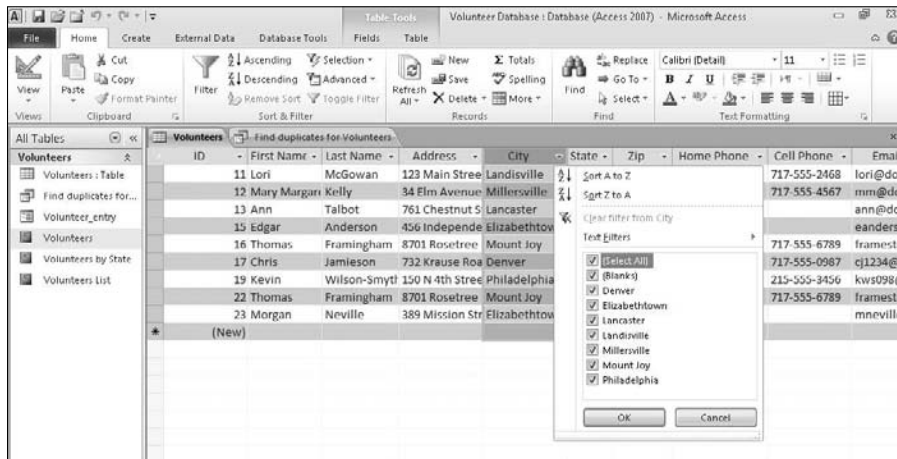 Table Tools
Volunteer Database : Database (Access 2007) - Microsoft Access
File Home Create External Data Database Tools Fields Table
View
Views
Paste
Cut
Copy
Format Painter
Clipboard
Filter
Ascending
Descending
Remove Sort
Selection
Advanced
Toggle Filter
Sort & Filter
Refresh All
New
Save
Delete
Totals
Spelling
More
Records
Find
Replace
Go To
Select
Find
Calibri (Detail) 11
B I U
A
Text Formatting
All Tables
Volunteers
Volunteers : Table
Find duplicates for...
Volunteer_entry
Volunteers
Volunteers by State
Volunteers List
Volunteers Find duplicates for Volunteers
ID First Name Last Name Address City State Zip Home Phone Cell Phone Emai
11 Lori McGowan 123 Main Stree Landisville 717-555-2468 lori@do
12 Mary Margare Kelly 34 Elm Avenue Millersville 717-555-4567 mm@do
13 Ann Talbot 761 Chestnut S Lancaster ann@do
15 Edgar Anderson 456 Independe Elizabethtow eanders
16 Thomas Framingham 8701 Rosetree Mount Joy 717-555-6789 framest
17 Chris Jamieson 732 Krause Roa Denver 717-555-0987 cj1234@
19 Kevin Wilson-Smyth 150 N 4th Stree Philadelphia 215-555-3456 kws098@
22 Thomas Framingham 8701 Rosetree Mount Joy 717-555-6789 framest
23 Morgan Neville 389 Mission Str Elizabethtow mnevill
(New)
Sort A to Z
Sort Z to A
Clear filter from City
Text Filters
(Select All)
(Blanks)
Denver
Elizabethtown
Lancaster
Landisville
Millersville
Mount Joy
Philadelphia
OK Cancel